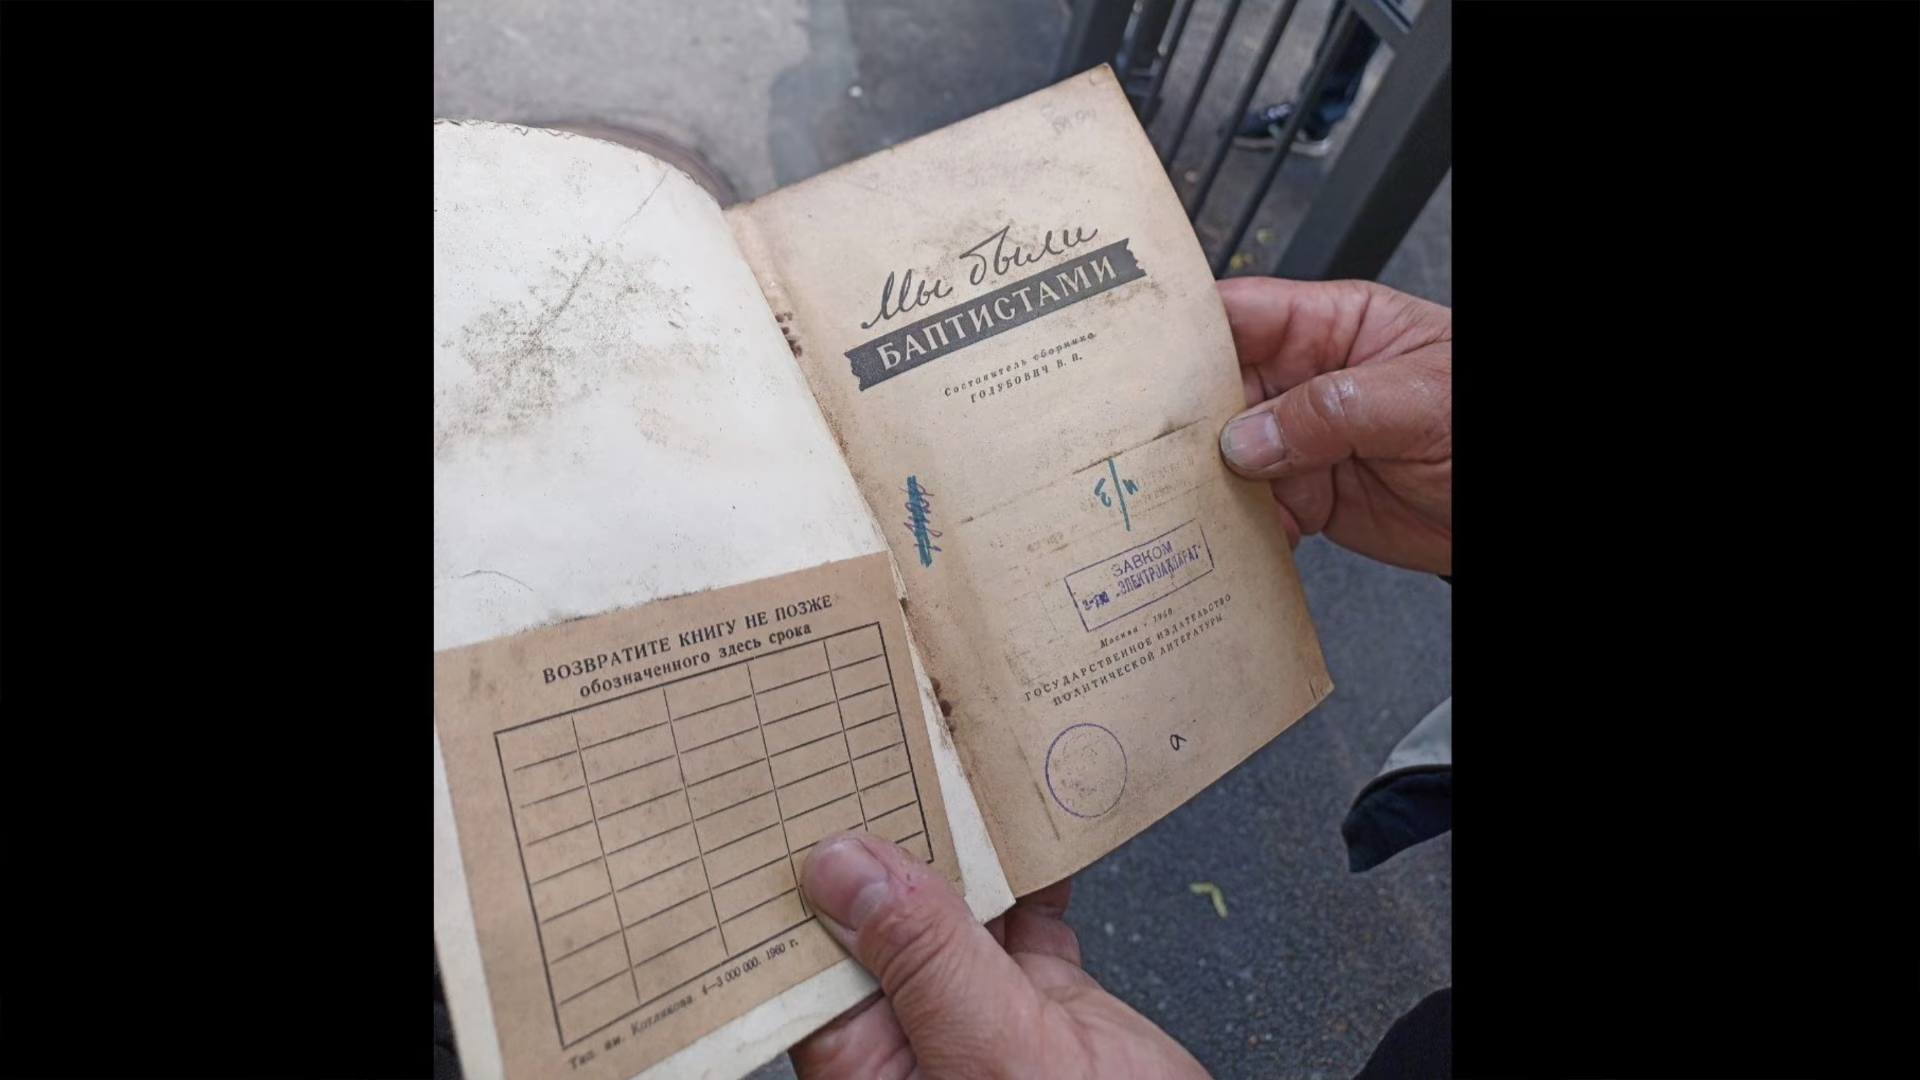 ВОЗВРАТИТЕ КНИГУ НЕ ПОЗЖЕ
обозначенного здесь срока
Тип. им. Котлякова. 4—3 000 000. 1960 г.
Мы были
БАПТИСТАМИ
Составитель сборника
ГОЛУБОВИЧ В. И.
ЗАВКОМ
з-да „ЭЛЕКТРОАППАРАТ"
Москва • 1960
ГОСУДАРСТВЕННОЕ ИЗДАТЕЛЬСТВО
ПОЛИТИЧЕСКОЙ ЛИТЕРАТУРЫ
а